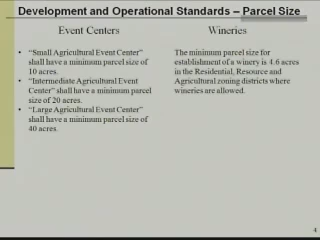 Development and Operational Standards – Parcel Size
Event Centers
• “Small Agricultural Event Center”
shall have a minimum parcel size of
10 acres.
• “Intermediate Agricultural Event
Center” shall have a minimum parcel
size of 20 acres.
• “Large Agricultural Event Center”
shall have a minimum parcel size of
40 acres.
Wineries
The minimum parcel size for
establishment of a winery is 4.6 acres
in the Residential, Resource and
Agricultural zoning districts where
wineries are allowed.
4